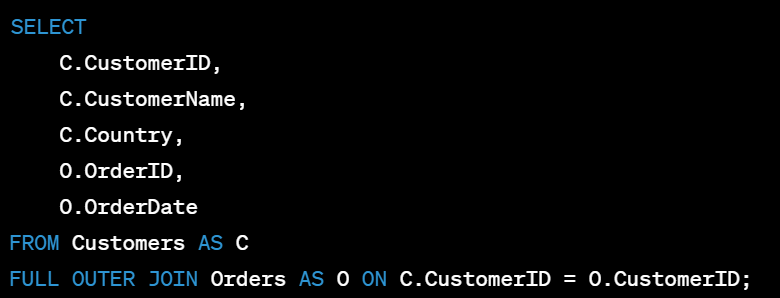 SELECT
    C.CustomerID,
    C.CustomerName,
    C.Country,
    O.OrderID,
    O.OrderDate
FROM Customers AS C
FULL OUTER JOIN Orders AS O ON C.CustomerID = O.CustomerID;